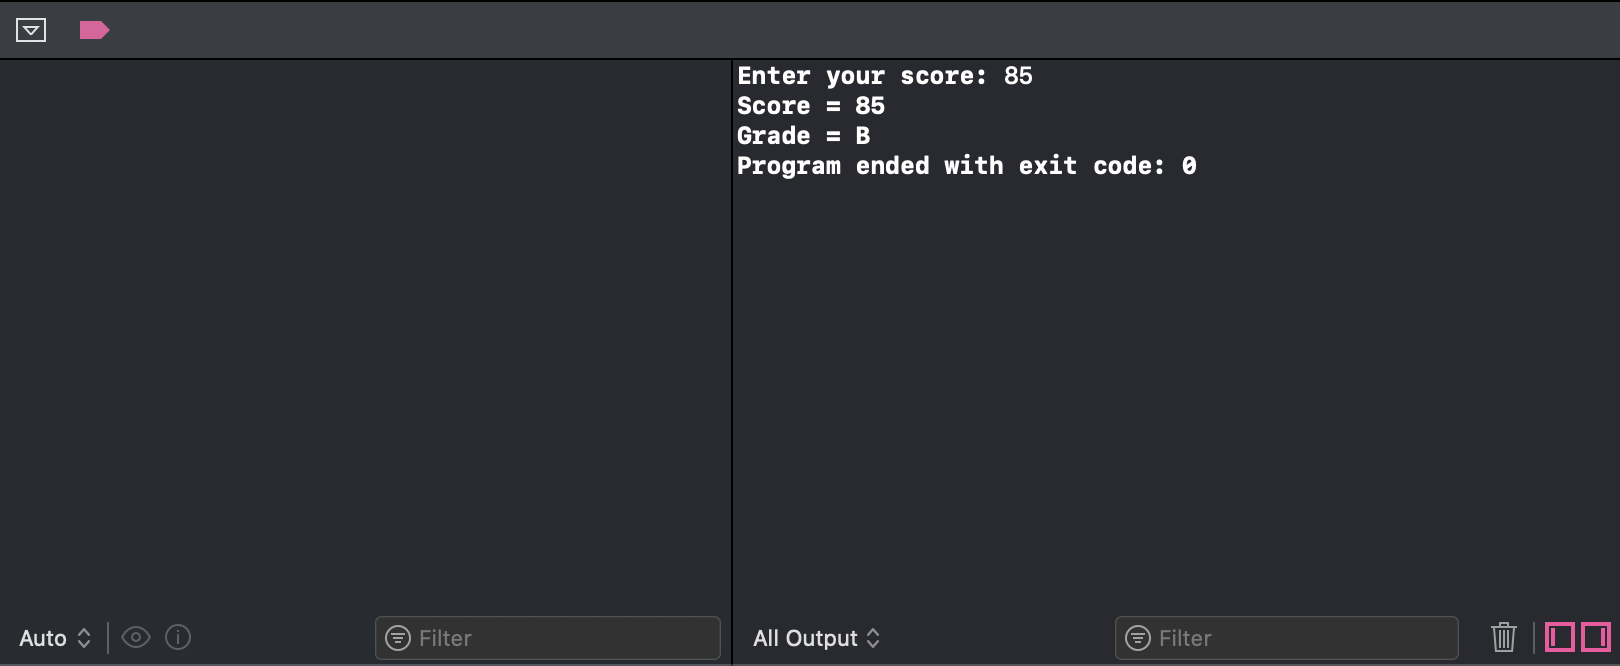 Enter your score: 85
Score = 85
Grade = B
Program ended with exit code: 0
Auto
Filter
All Output
Filter